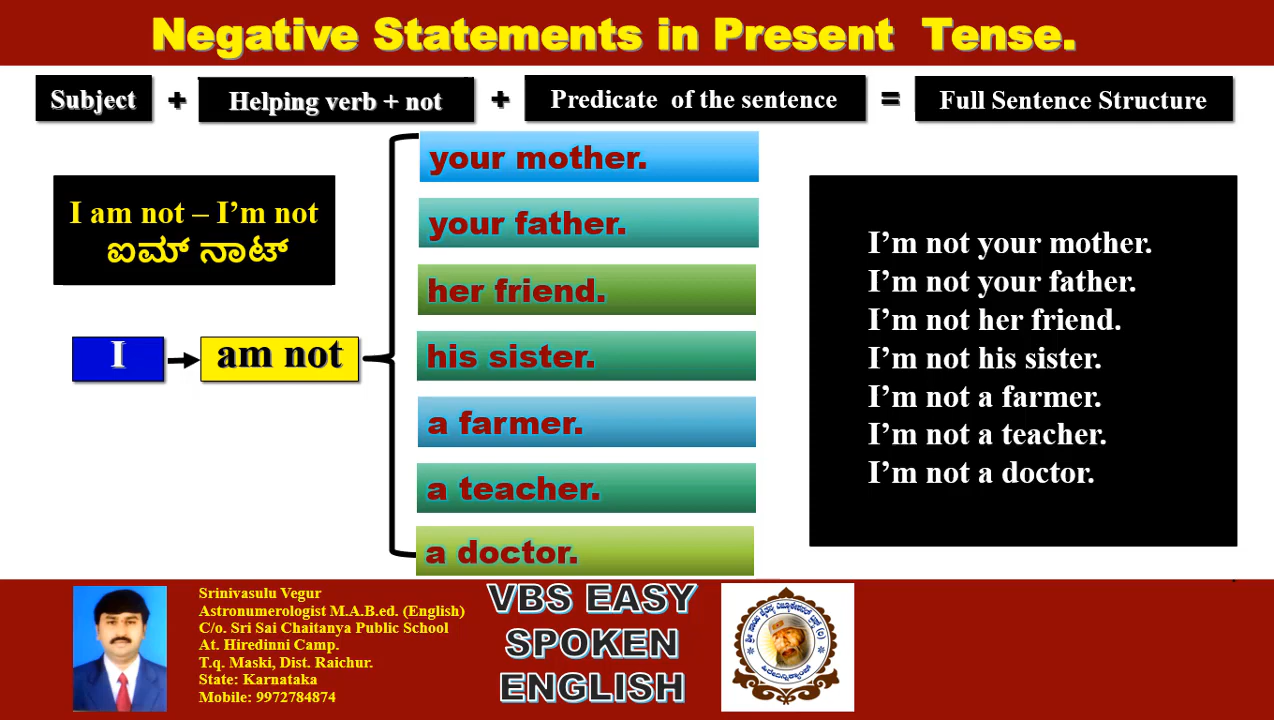 Negative Statements in Present Tense.
Subject + Helping verb + not + Predicate of the sentence = Full Sentence Structure
I am not – I’m not
ಐಮ್ ನಾಟ್
I
am not
your mother.
your father.
her friend.
his sister.
a farmer.
a teacher.
a doctor.
I’m not your mother.
I’m not your father.
I’m not her friend.
I’m not his sister.
I’m not a farmer.
I’m not a teacher.
I’m not a doctor.
Srinivasulu Vegur
Astronumerologist M.A.B.ed. (English)
C/o. Sri Sai Chaitanya Public School
At. Hiredinni Camp.
T.q. Maski, Dist. Raichur.
State: Karnataka
Mobile: 9972784874
VBS EASY
SPOKEN
ENGLISH